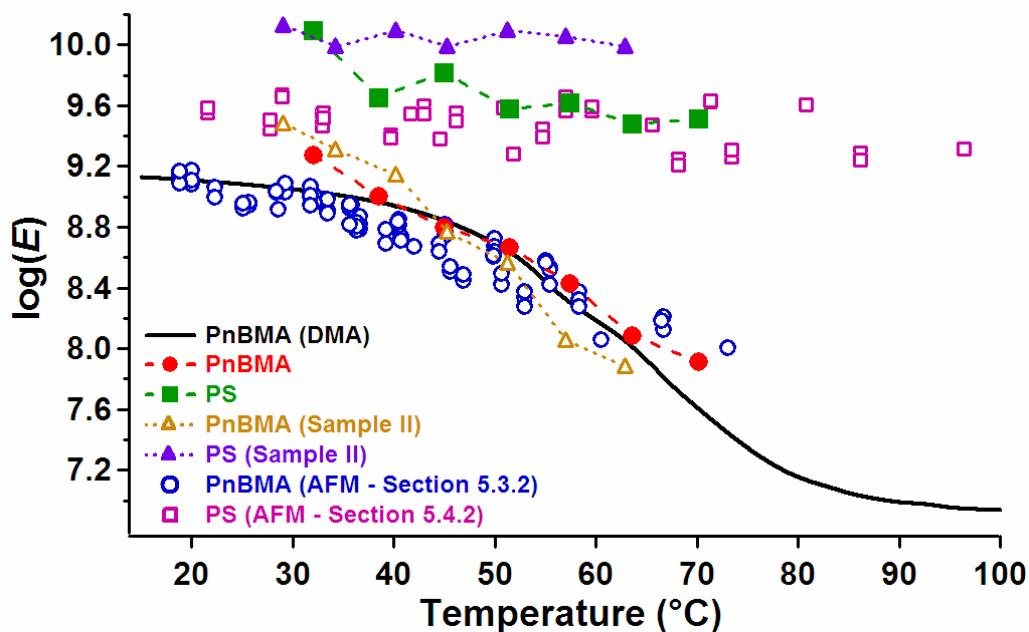 10.0
9.6
9.2
8.8
8.4
8.0
7.6
7.2
log(E)
PnBMA (DMA)
PnBMA
PS
PnBMA (Sample II)
PS (Sample II)
PnBMA (AFM - Section 5.3.2)
PS (AFM - Section 5.4.2)
20 30 40 50 60 70 80 90 100
Temperature (°C)